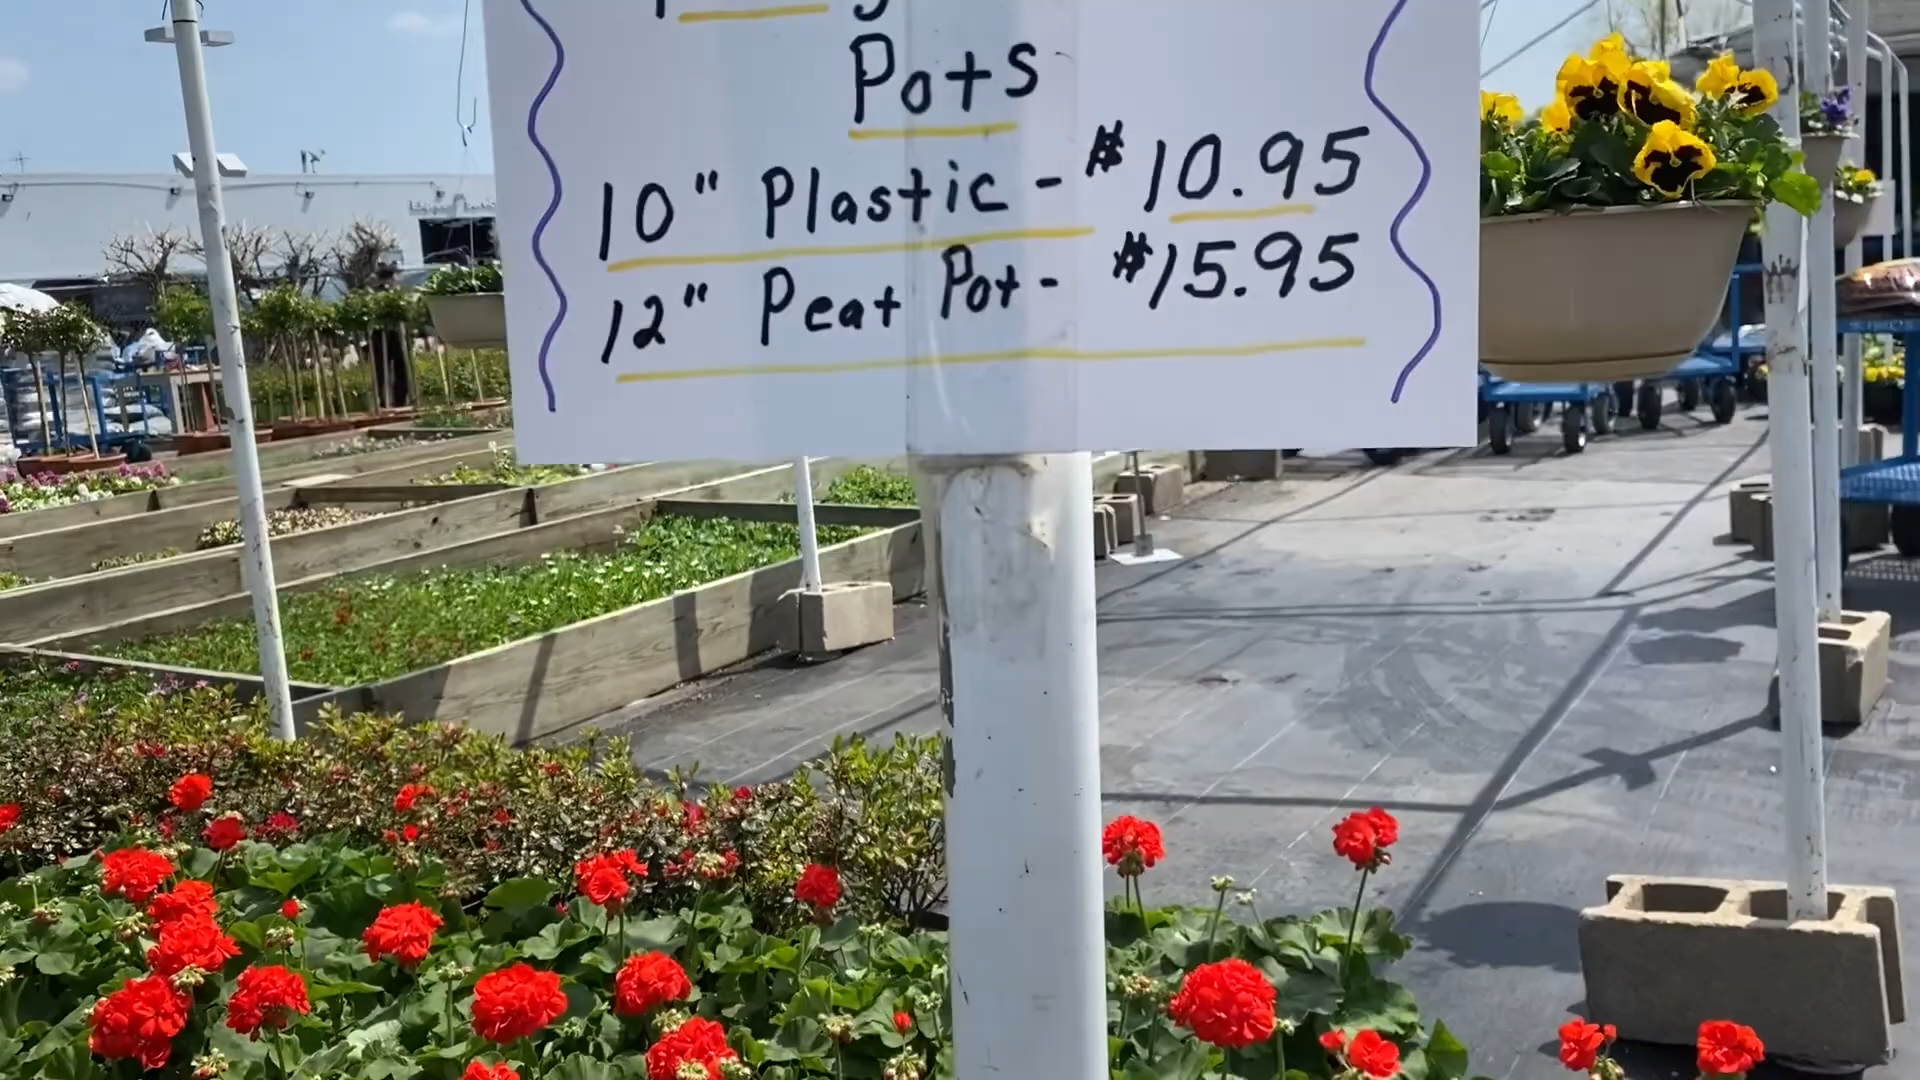 Pots
10" Plastic - $10.95
12" Peat Pot - $15.95